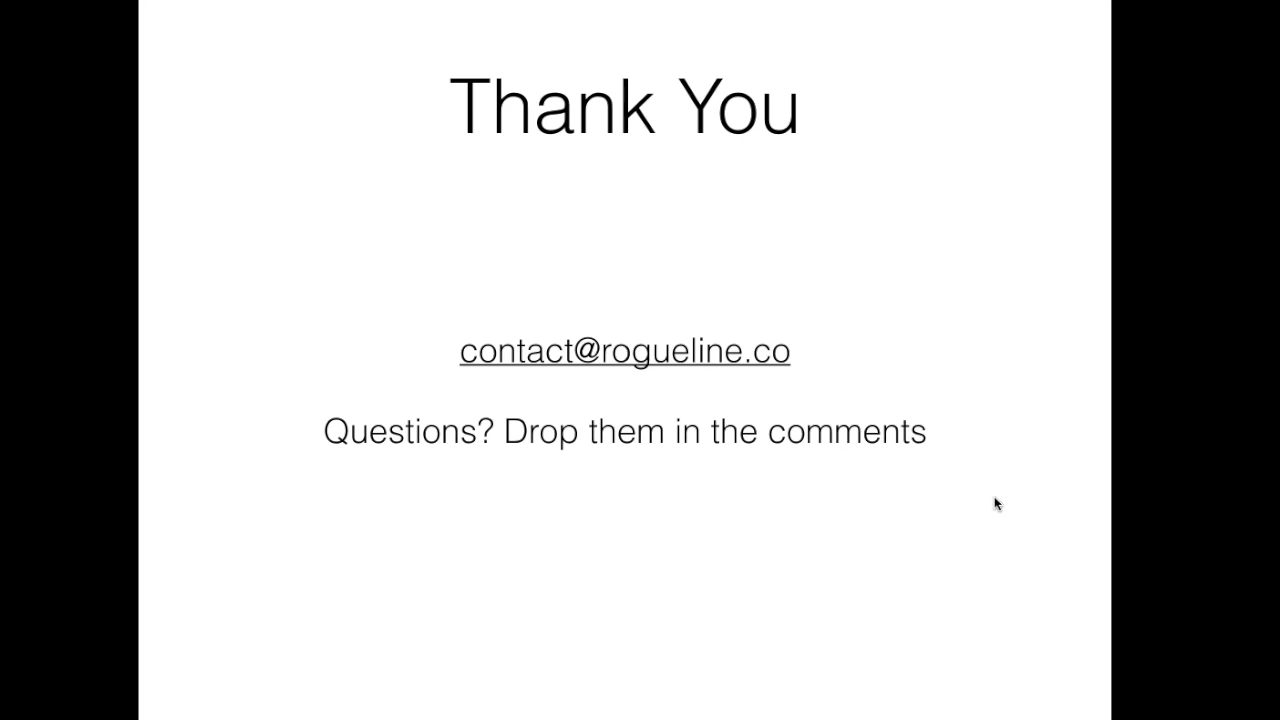 Thank You
contact@rogueline.co
Questions? Drop them in the comments